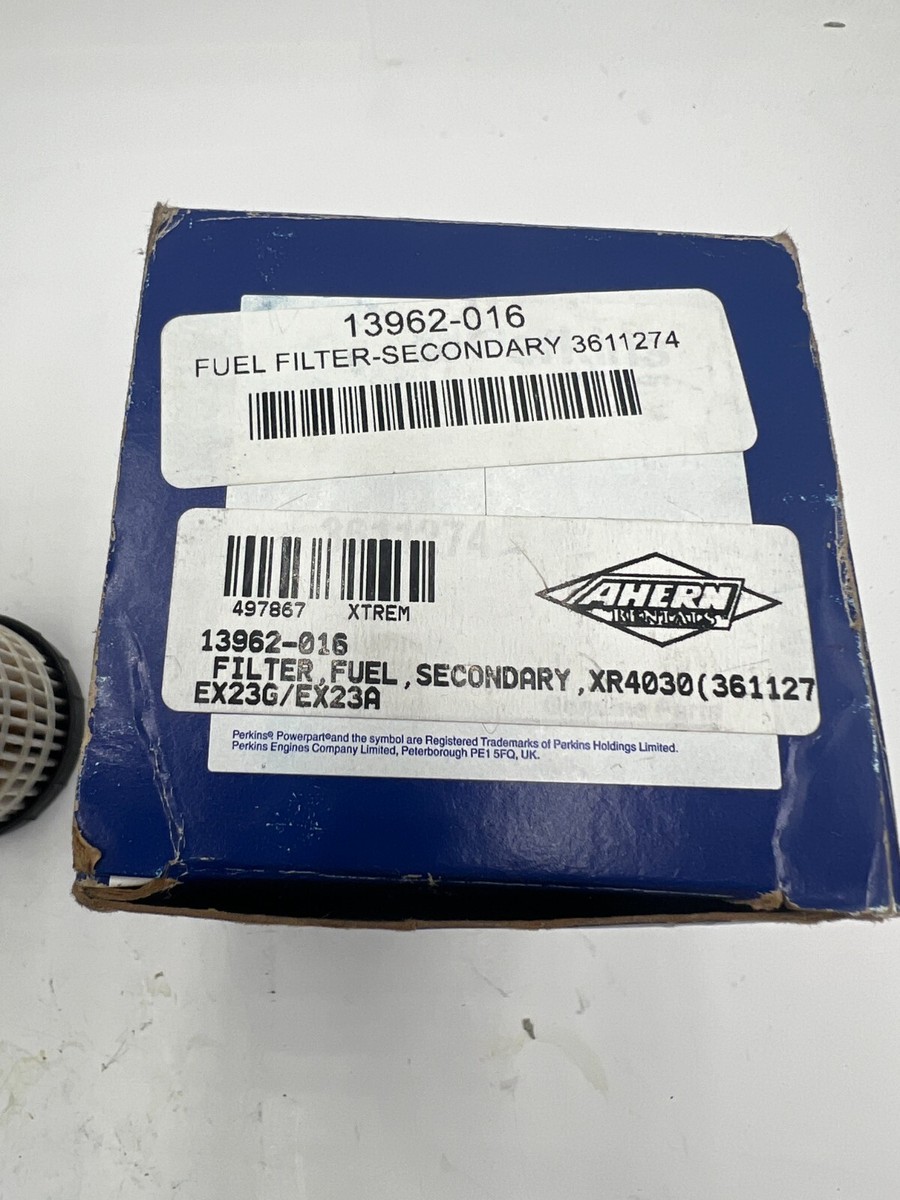 13962-016
FUEL FILTER-SECONDARY 3611274
3611274
497867 XTREM
AHERN
RENTALS
13962-016
FILTER,FUEL,SECONDARY,XR4030(361127
EX23G/EX23A
Perkins® Powerpart® and the symbol are Registered Trademarks of Perkins Holdings Limited.
Perkins Engines Company Limited, Peterborough PE1 5FQ, UK.